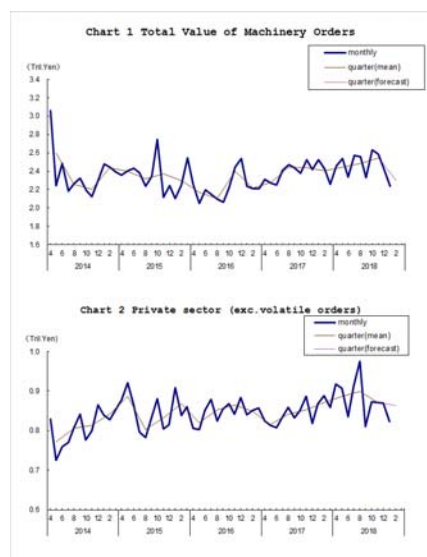 Chart 1 Total Value of Machinery Orders
monthly
quarter(mean)
quarter(forecast)
(Tril.Yen)
3.4
3.2
3.0
2.8
2.6
2.4
2.2
2.0
1.8
1.6
4 6 8 10 12 2 4 6 8 10 12 2 4 6 8 10 12 2 4 6 8 10 12 2 4 6 8 10 12 2
2014 2015 2016 2017 2018
Chart 2 Private sector (exc.volatile orders)
monthly
quarter(mean)
quarter(forecast)
(Tril.Yen)
1.0
0.9
0.8
0.7
0.6
4 6 8 10 12 2 4 6 8 10 12 2 4 6 8 10 12 2 4 6 8 10 12 2 4 6 8 10 12 2
2014 2015 2016 2017 2018